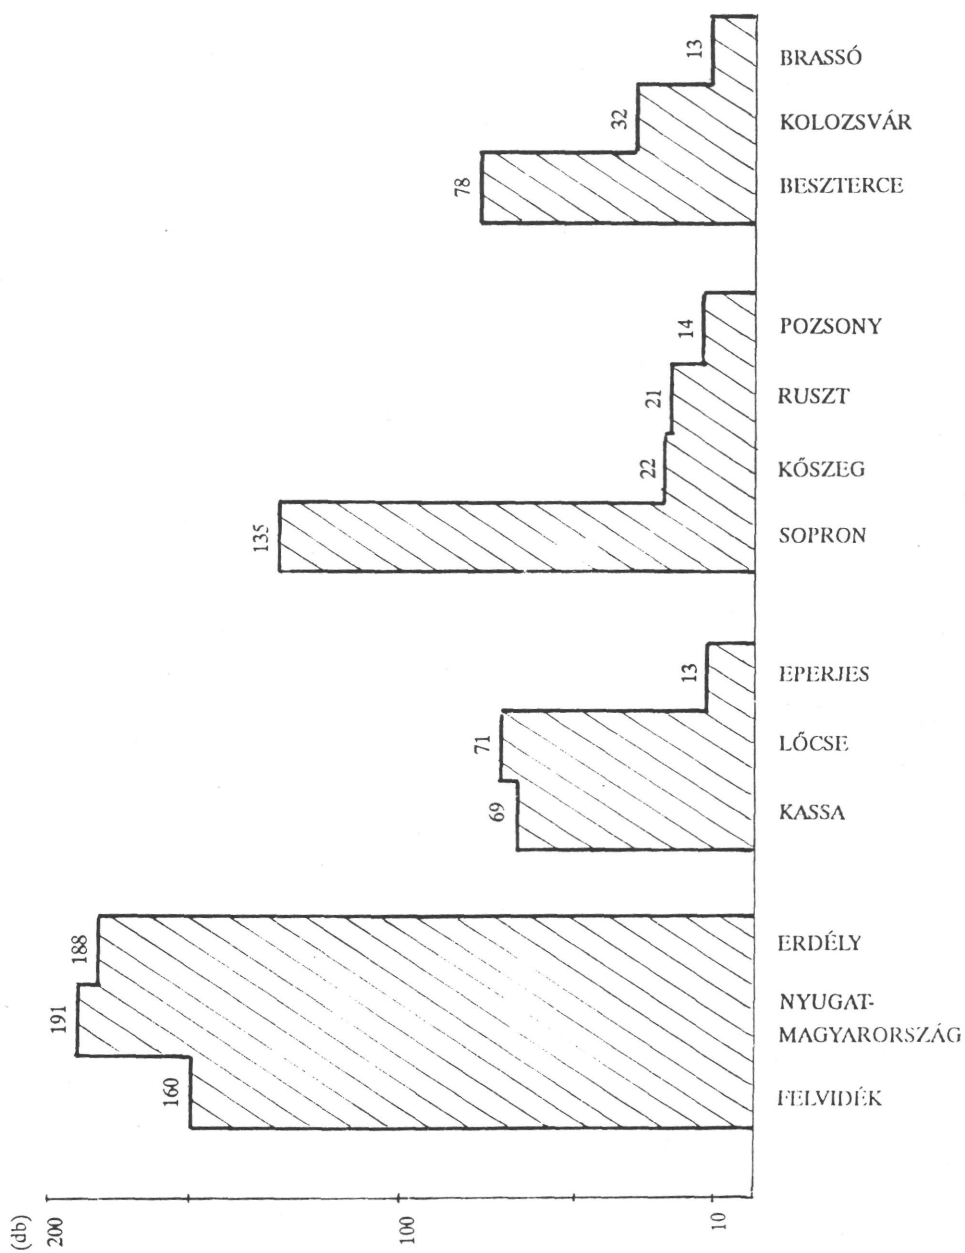 13
BRASSÓ
32
KOLOZSVÁR
78
BESZTERCE
14
POZSONY
21
RUSZT
22
KŐSZEG
135
SOPRON
13
EPERJES
71
LŐCSE
69
KASSA
188
ERDÉLY
191
NYUGAT-
MAGYARORSZÁG
160
FELVIDÉK
(db)
200
100
10